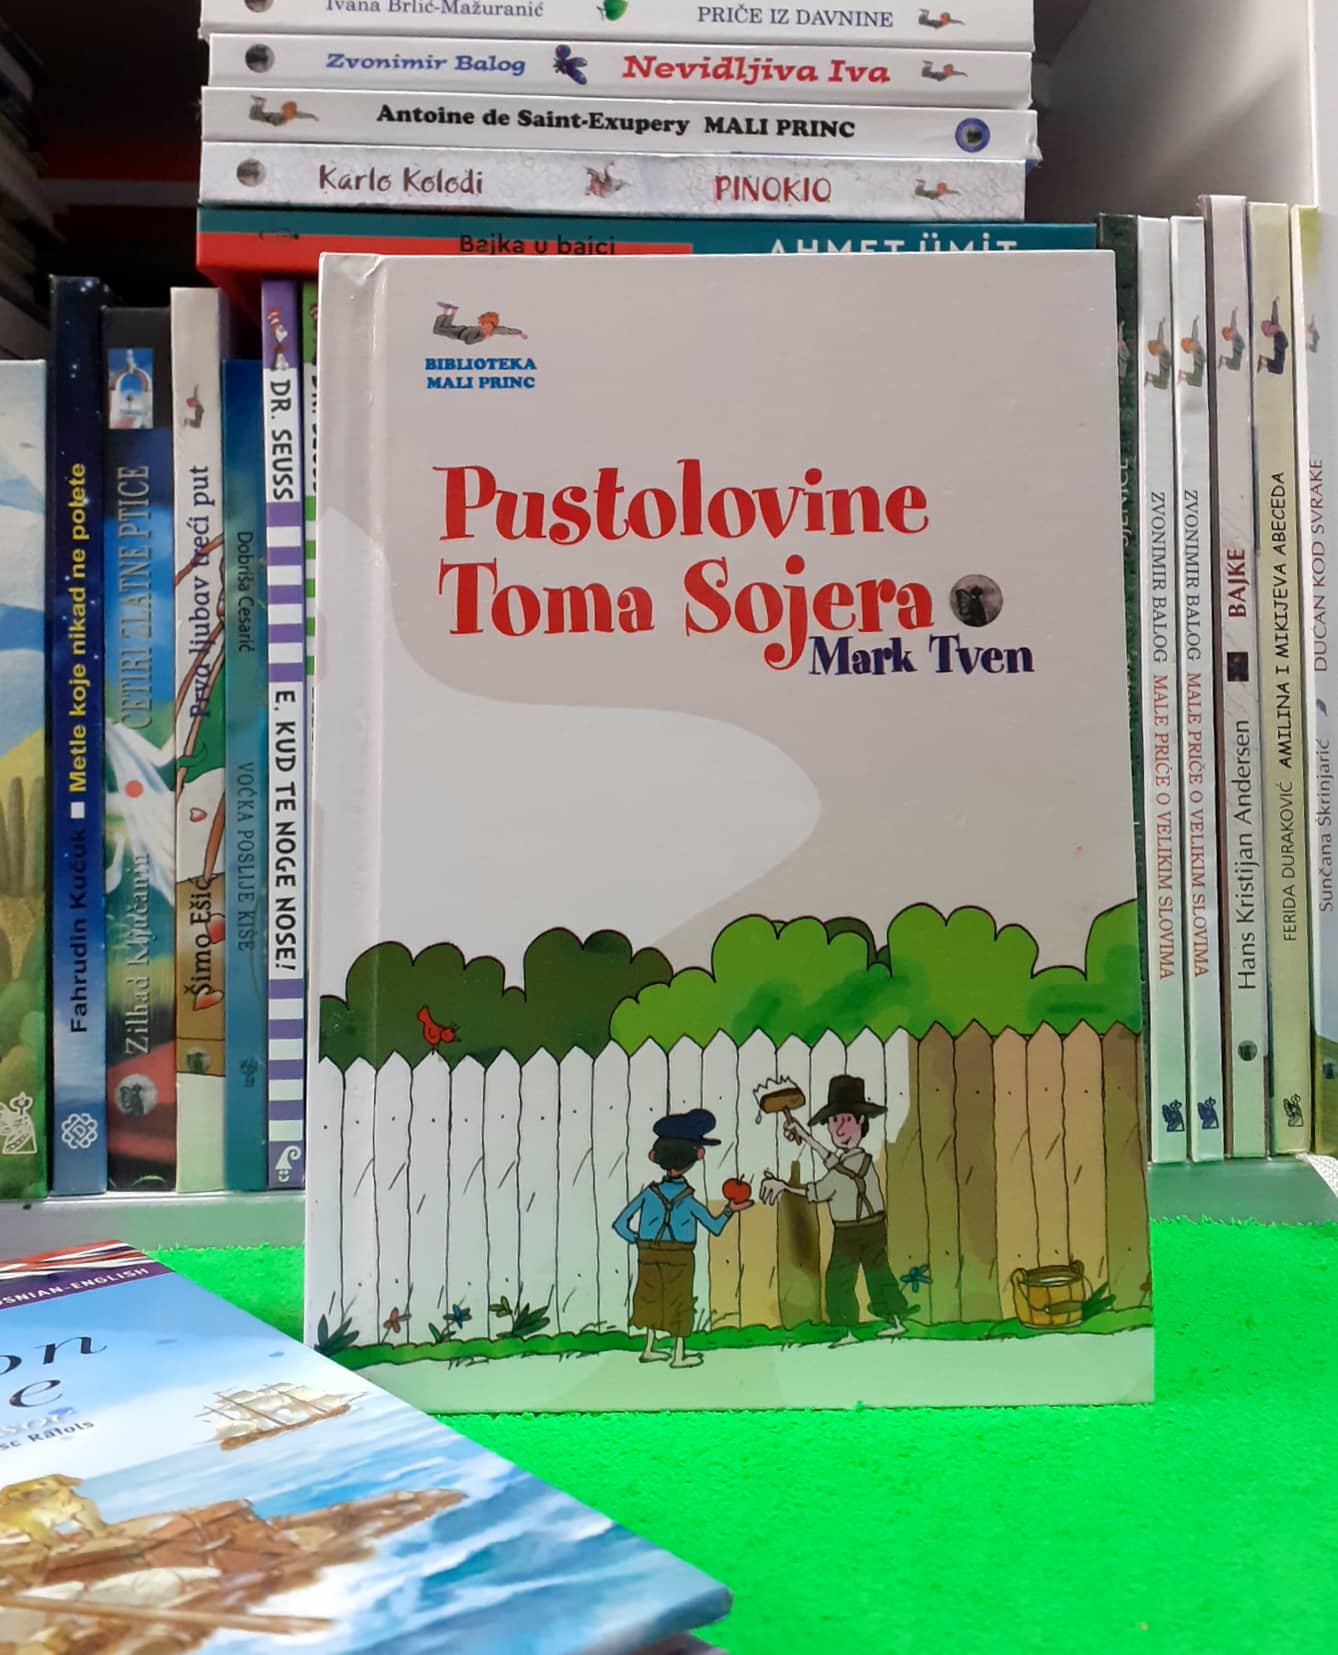 Ivana Brlić-Mažuranić PRIČE IZ DAVNINE
Zvonimir Balog Nevidljiva Iva
Antoine de Saint-Exupery MALI PRINC
Karlo Kolodi PINOKIO
Bajka u bajci AHMET ÜMİT
BIBLIOTEKA
MALI PRINC
Pustolovine
Toma Sojera
Mark Tven
Fahrudin Kučuk Metle koje nikad ne polete
Zilhad Ključanin ČETIRI ZLATNE PTICE
Šimo Ešić Prva ljubav treći put
Dobriša Cesarić VOĆKA POSLIJE KIŠE
DR. SEUSS E, KUD TE NOGE NOSE!
ZVONIMIR BALOG MALE PRIČE O VELIKIM SLOVIMA
ZVONIMIR BALOG MALE PRIČE O VELIKIM SLOVIMA
Hans Kristijan Andersen BAJKE
FERIDA DURAKOVIĆ AMILINA I MIKIJEVA ABECEDA
Sunčana Škrinjarić DUĆAN KOD SVRAKE